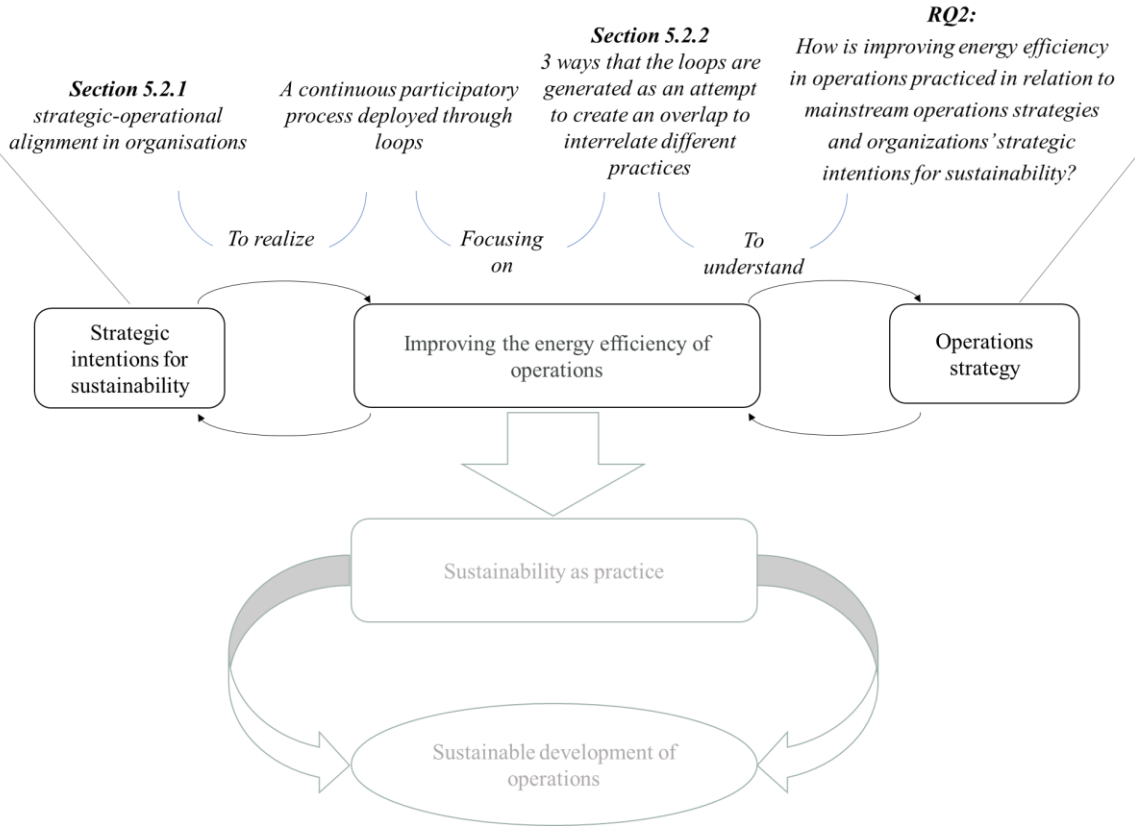 Section 5.2.1
strategic-operational
alignment in organisations
A continuous participatory
process deployed through
loops
Section 5.2.2
3 ways that the loops are
generated as an attempt
to create an overlap to
interrelate different
practices
RQ2:
How is improving energy efficiency
in operations practiced in relation to
mainstream operations strategies
and organizations' strategic
intentions for sustainability?
To realize
Focusing
on
To
understand
Strategic
intentions for
sustainability
Improving the energy efficiency of
operations
Operations
strategy
Sustainability as practice
Sustainable development of
operations